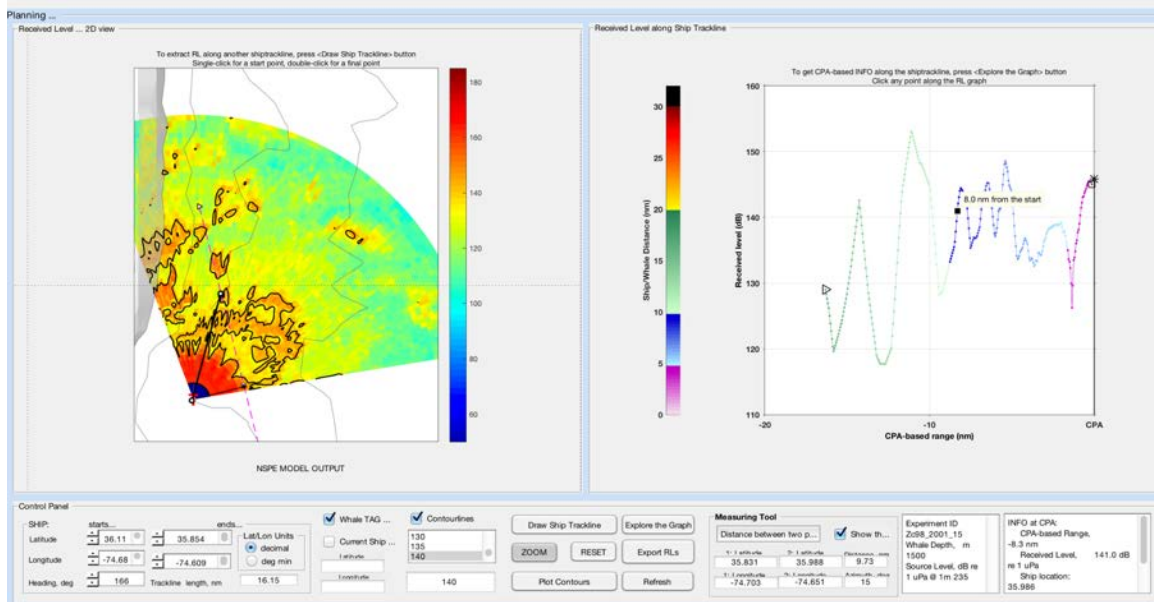 Planning ...
Received Level ... 2D view
To extract RL along another shiptrackline, press <Draw Ship Trackline> button
Single-click for a start point, double-click for a final point
180
160
140
120
100
80
60
NSPE MODEL OUTPUT
Received Level along Ship Trackline
To get CPA-based INFO along the shiptrackline, press <Explore the Graph> button
Click any point along the RL graph
Ship/Whale Distance (nm)
30
25
20
15
10
5
0
Received level (dB)
160
150
140
130
120
110
8.0 nm from the start
-20
-10
CPA
CPA-based range (nm)
Control Panel
SHIP:
starts...
ends...
Latitude
36.11
35.854
Longitude
-74.68
-74.609
Heading, deg
166
Trackline length, nm
16.15
Lat/Lon Units
decimal
deg min
Whale TAG ...
Current Ship ...
Latitude
Longitude
Contourlines
130
135
140
140
Draw Ship Trackline
Explore the Graph
ZOOM
RESET
Export RLs
Plot Contours
Refresh
Measuring Tool
Distance between two p...
Show th...
1: Latitude
2: Latitude
Distance, nm
35.831
35.988
9.73
1: Longitude
2: Longitude
Azimuth, deg
-74.703
-74.651
15
Experiment ID
Zc98_2001_15
Whale Depth, m
1500
Source Level, dB re
1 uPa @ 1m 235
INFO at CPA:
CPA-based Range,
-8.3 nm
Received Level, 141.0 dB
re 1 uPa
Ship location:
35.986